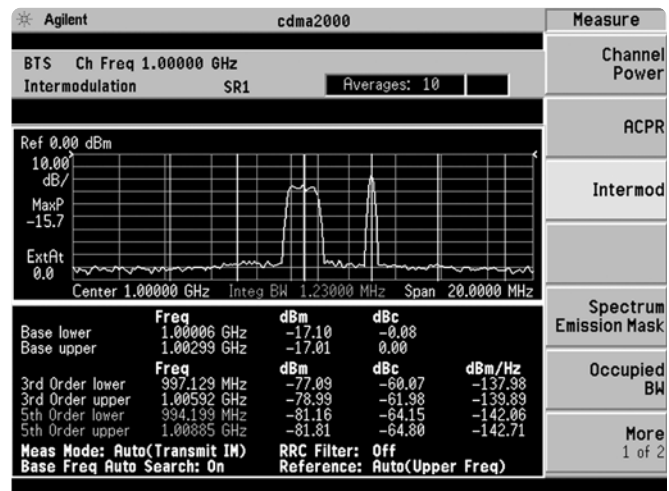 Agilent cdma2000 Measure
BTS Ch Freq 1.00000 GHz
Intermodulation SR1 Averages: 10
Channel
Power
ACPR
Ref 0.00 dBm
10.00
dB/
MaxP
-15.7
ExtAt
0.0
Intermod
Center 1.00000 GHz Integ BW 1.23000 MHz Span 20.0000 MHz
Spectrum
Emission Mask
Freq dBm dBc
Base lower 1.00006 GHz -17.10 -0.08
Base upper 1.00299 GHz -17.01 0.00
Freq dBm dBc dBm/Hz
3rd Order lower 997.129 MHz -77.09 -60.07 -137.98
3rd Order upper 1.00592 GHz -78.99 -61.98 -139.89
5th Order lower 994.199 MHz -81.16 -64.15 -142.06
5th Order upper 1.00885 GHz -81.81 -64.80 -142.71
Occupied
BW
Meas Mode: Auto(Transmit IM) RRC Filter: Off
Base Freq Auto Search: On Reference: Auto(Upper Freq)
More
1 of 2